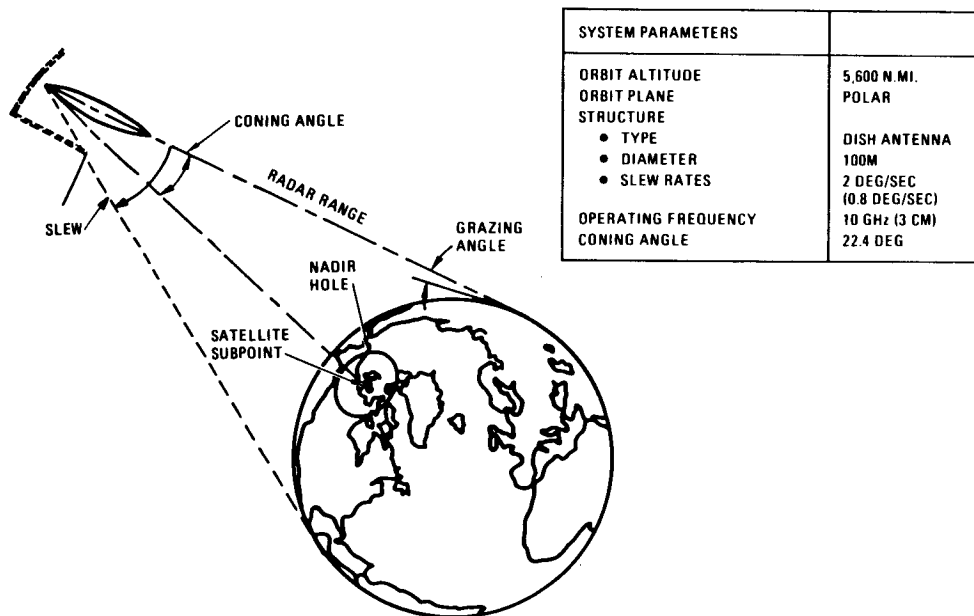 CONING ANGLE
RADAR RANGE
SLEW
GRAZING
ANGLE
NADIR
HOLE
SATELLITE
SUBPOINT
SYSTEM PARAMETERS
ORBIT ALTITUDE 5,600 N.MI.
ORBIT PLANE POLAR
STRUCTURE
• TYPE DISH ANTENNA
• DIAMETER 100M
• SLEW RATES 2 DEG/SEC
(0.8 DEG/SEC)
OPERATING FREQUENCY 10 GHz (3 CM)
CONING ANGLE 22.4 DEG